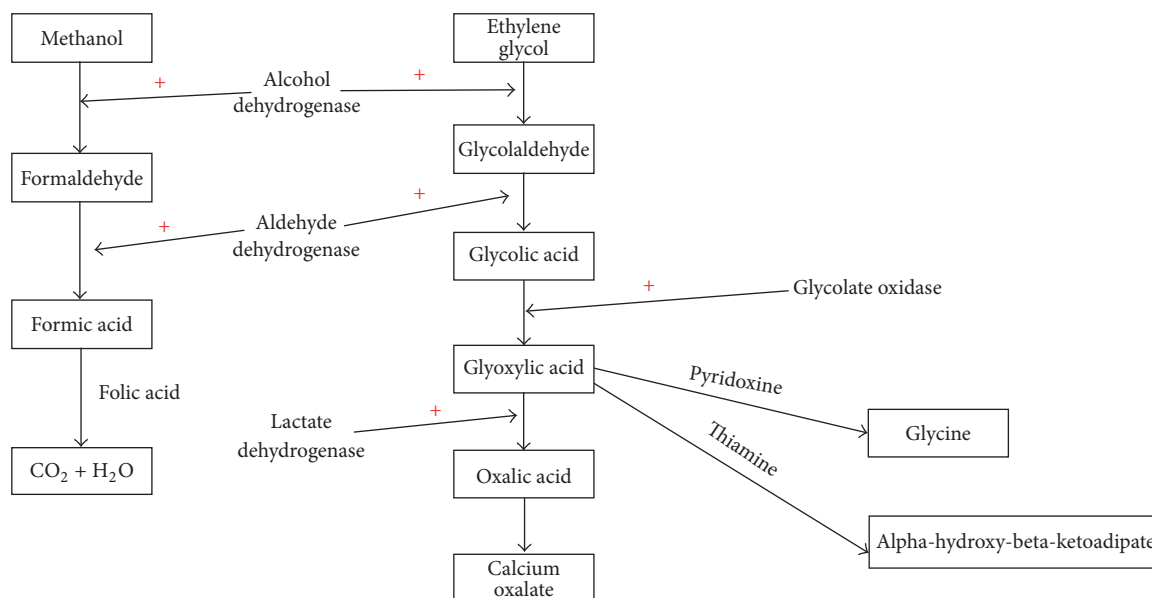 Methanol
Ethylene
glycol
+
Alcohol
dehydrogenase
+
Formaldehyde
Glycolaldehyde
+
Aldehyde
dehydrogenase
+
Glycolic acid
+
Glycolate oxidase
Formic acid
Glyoxylic acid
Folic acid
Pyridoxine
Lactate
dehydrogenase
+
Thiamine
Glycine
CO₂ + H₂O
Oxalic acid
Alpha-hydroxy-beta-ketoadipate
Calcium
oxalate